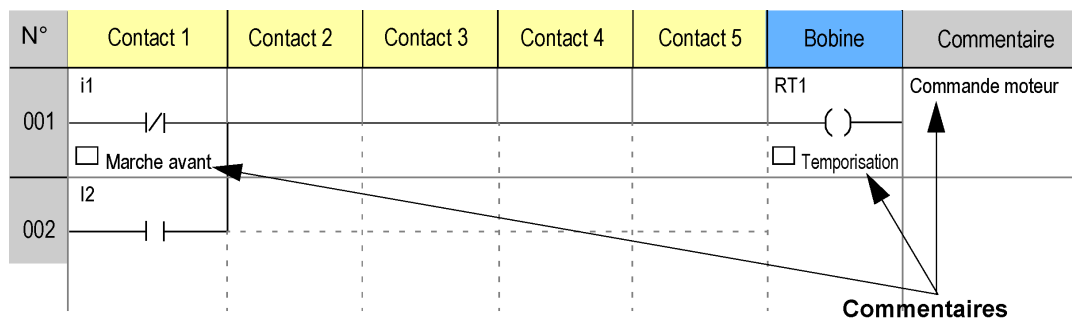 N° Contact 1 Contact 2 Contact 3 Contact 4 Contact 5 Bobine Commentaire
i1 RT1 Commande moteur
001
Marche avant Temporisation
I2
002
Commentaires